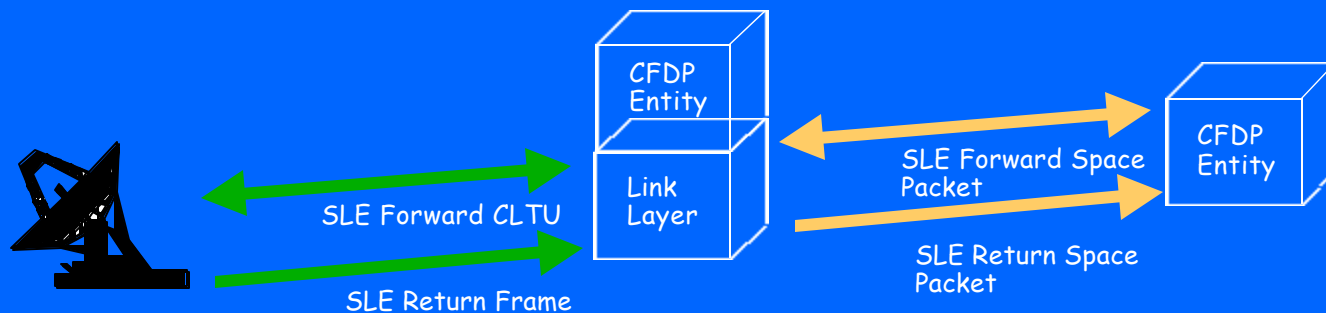 CFDP
Entity
CFDP
Entity
SLE Forward Space
Packet
Link
Layer
SLE Forward CLTU
SLE Return Space
Packet
SLE Return Frame